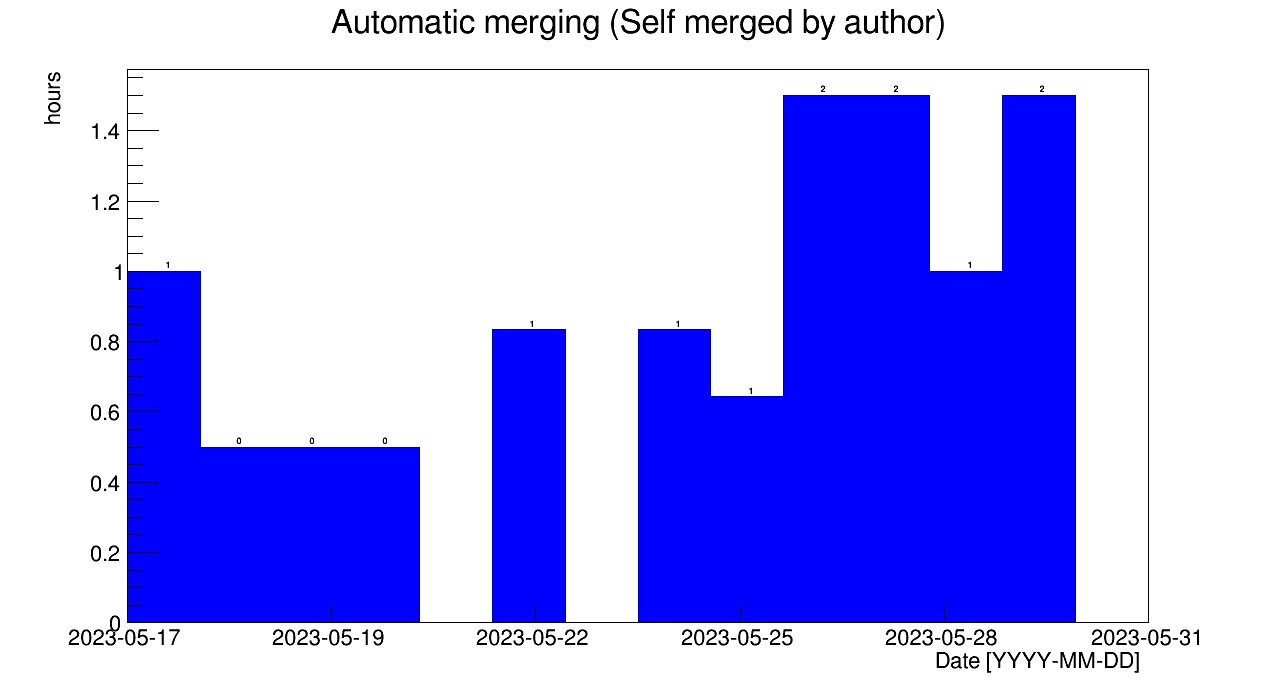 Automatic merging (Self merged by author)
hours
2 2 2
1.4
1.2
1 1 1
1 1
0.8
1
0.6
0 0 0
0.4
0.2
0
2023-05-17 2023-05-19 2023-05-22 2023-05-25 2023-05-28 2023-05-31
Date [YYYY-MM-DD]